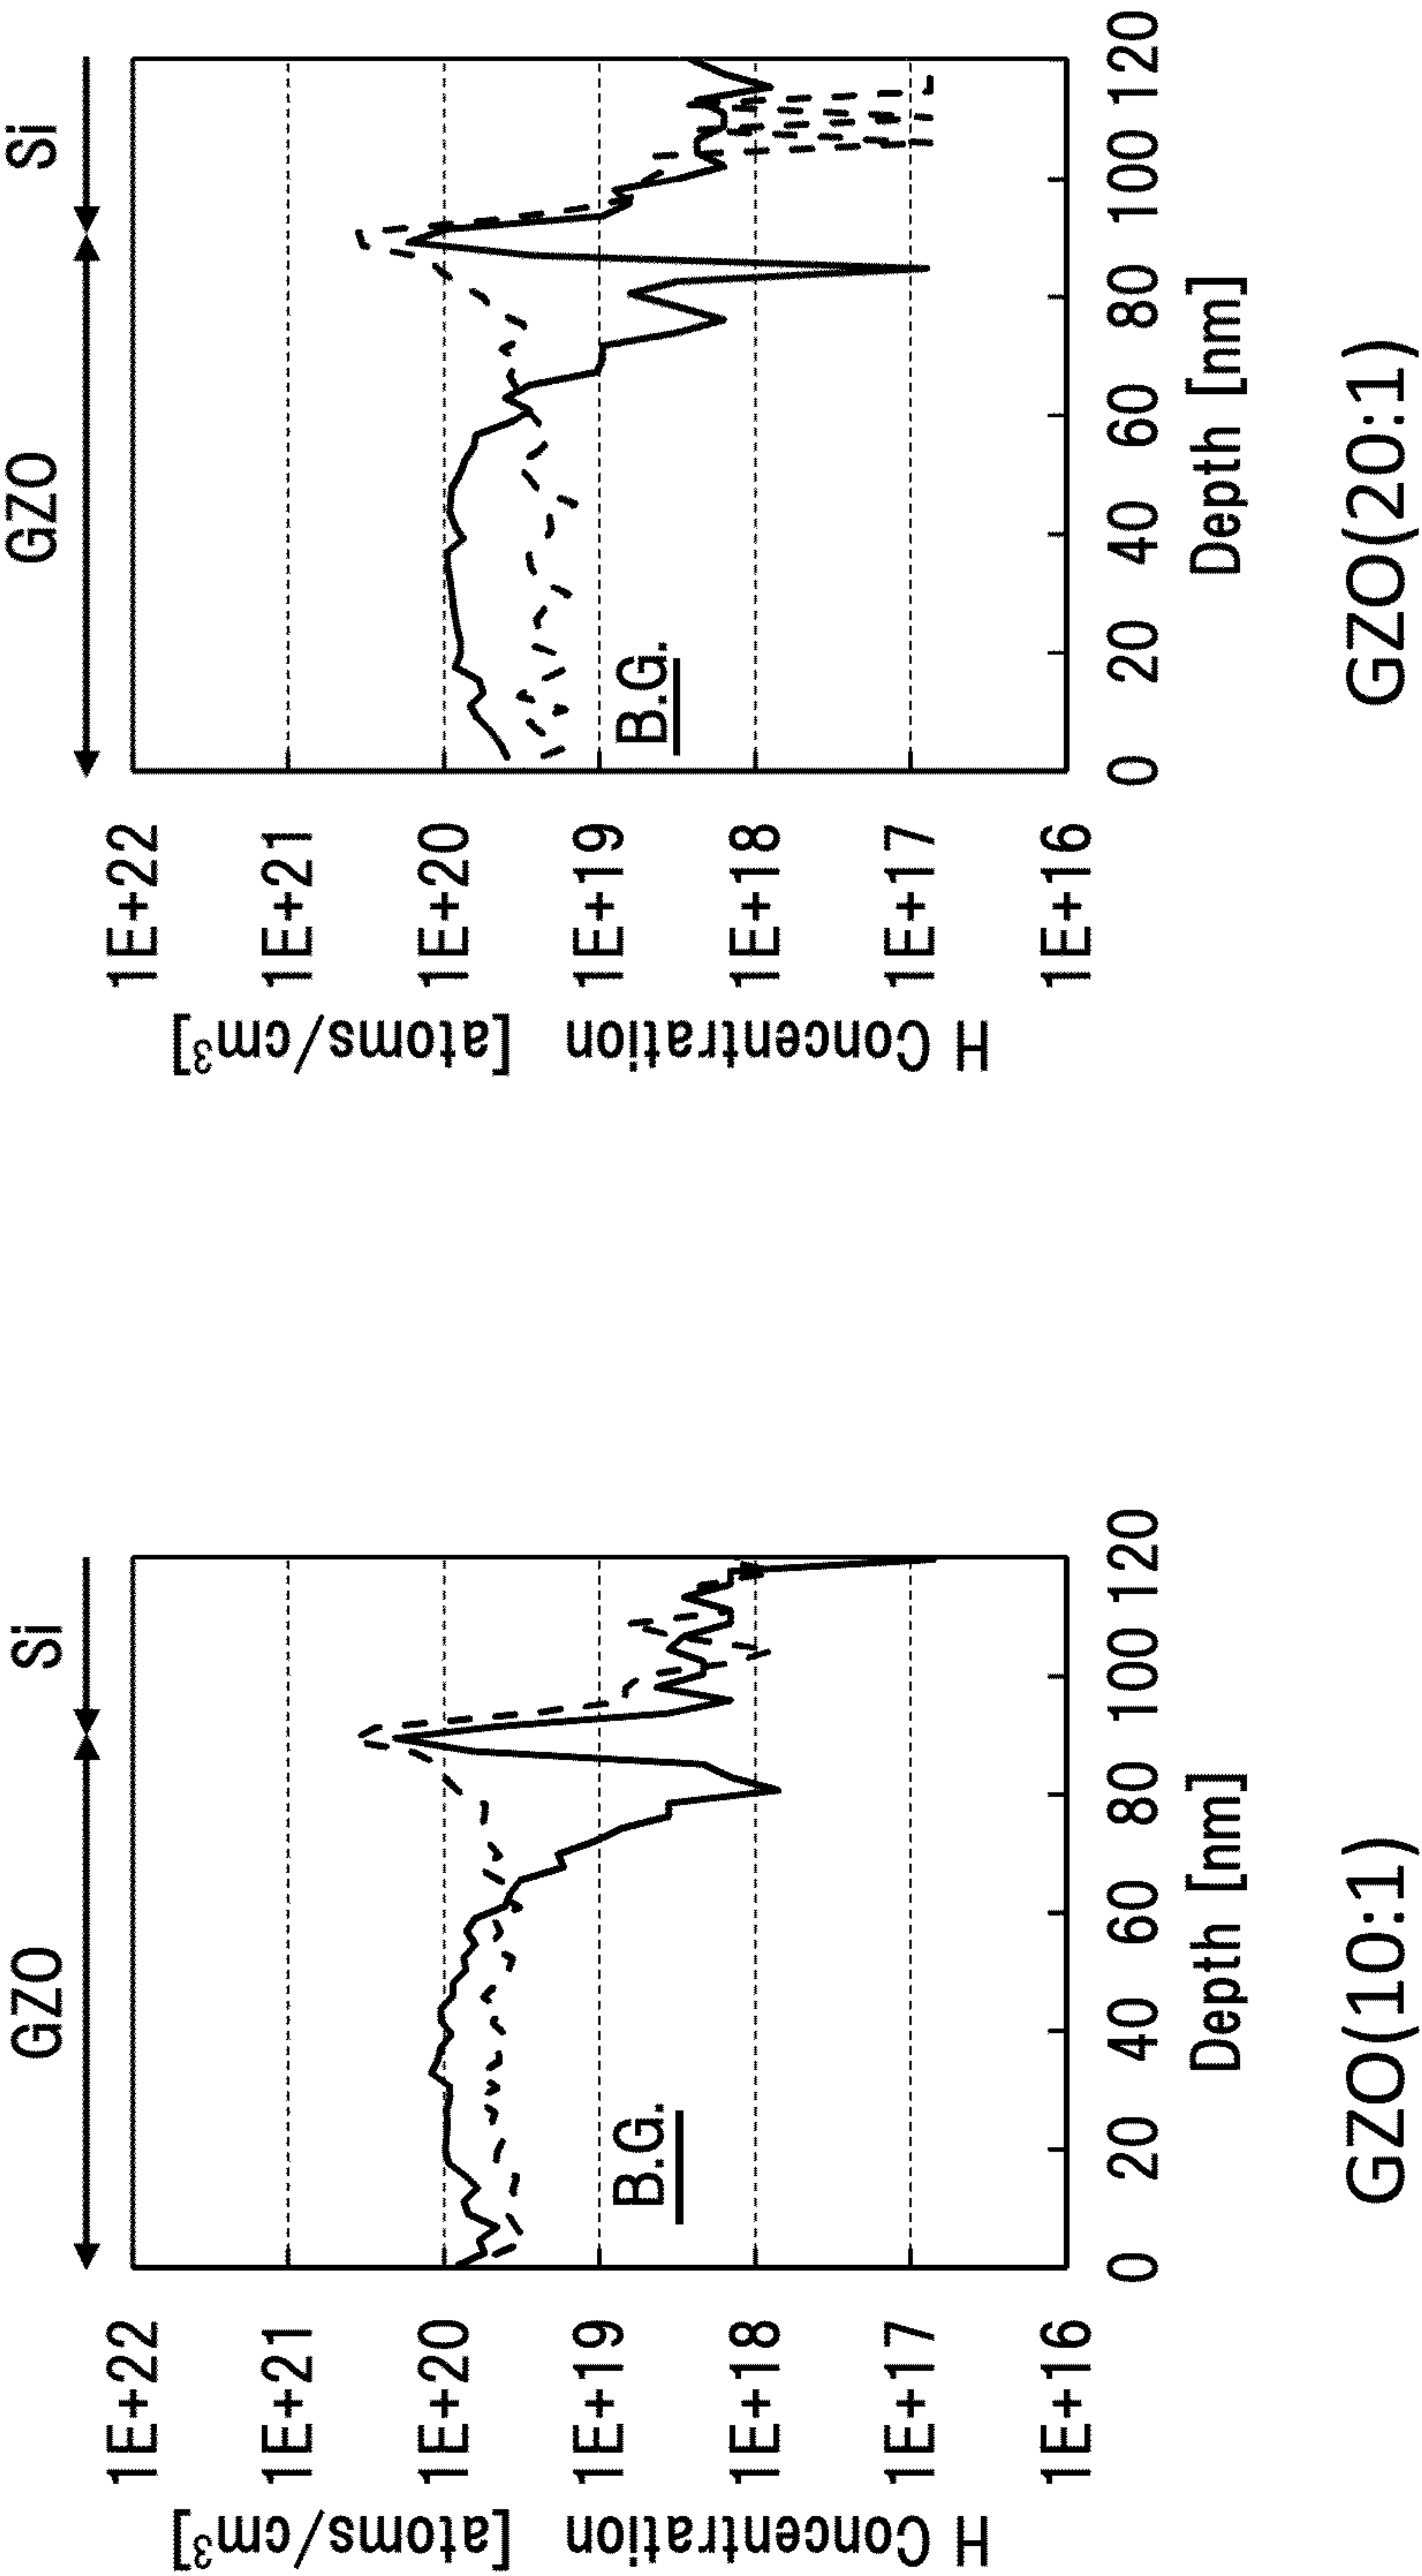 GZO
Si
1E+22
1E+21
1E+20
1E+19
1E+18
1E+17
1E+16
H Concentration [atoms/cm³]
B.G.
0 20 40 60 80 100 120
Depth [nm]
GZO(10:1)
GZO
Si
1E+22
1E+21
1E+20
1E+19
1E+18
1E+17
1E+16
H Concentration [atoms/cm³]
B.G.
0 20 40 60 80 100 120
Depth [nm]
GZO(20:1)